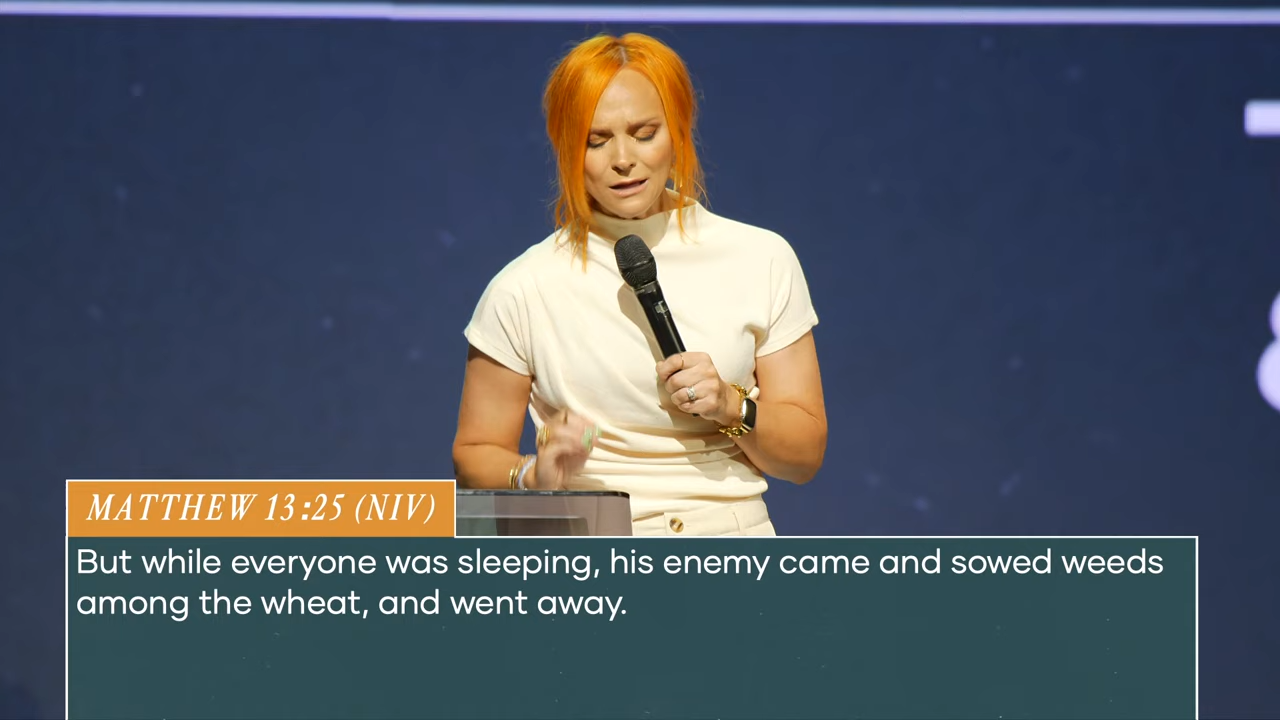 MATTHEW 13:25 (NIV)
But while everyone was sleeping, his enemy came and sowed weeds
among the wheat, and went away.